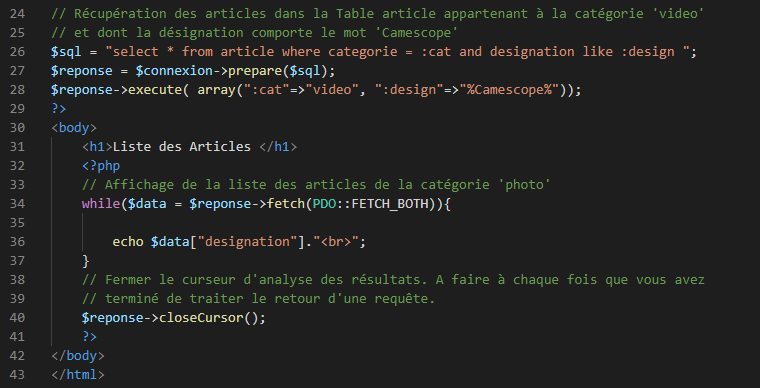 24 // Récupération des articles dans la Table article appartenant à la catégorie 'video'
25 // et dont la désignation comporte le mot 'Camescope'
26 $sql = "select * from article where categorie = :cat and designation like :design ";
27 $reponse = $connexion->prepare($sql);
28 $reponse->execute( array(":cat"=>"video", ":design"=>"%Camescope%"));
29 ?>
30 <body>
31 <h1>Liste des Articles </h1>
32 <?php
33 // Affichage de la liste des articles de la catégorie 'photo'
34 while($data = $reponse->fetch(PDO::FETCH_BOTH)){
35
36 echo $data["designation"]."<br>";
37 }
38 // Fermer le curseur d'analyse des résultats. A faire à chaque fois que vous avez
39 // terminé de traiter le retour d'une requête.
40 $reponse->closeCursor();
41 ?>
42 </body>
43 </html>